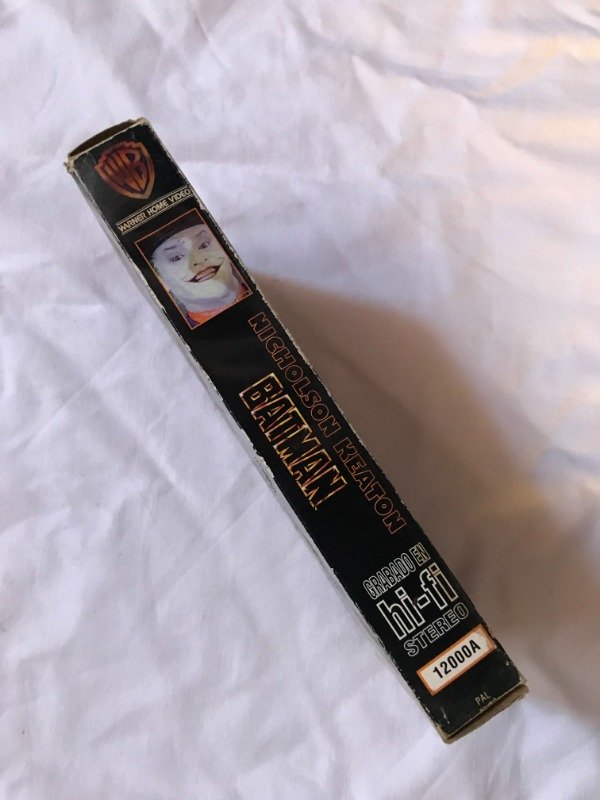 WB
WARNER HOME VIDEO
NICHOLSON KEATON
BATMAN
GRABADO EN
hi-fi
STEREO
12000A
PAL